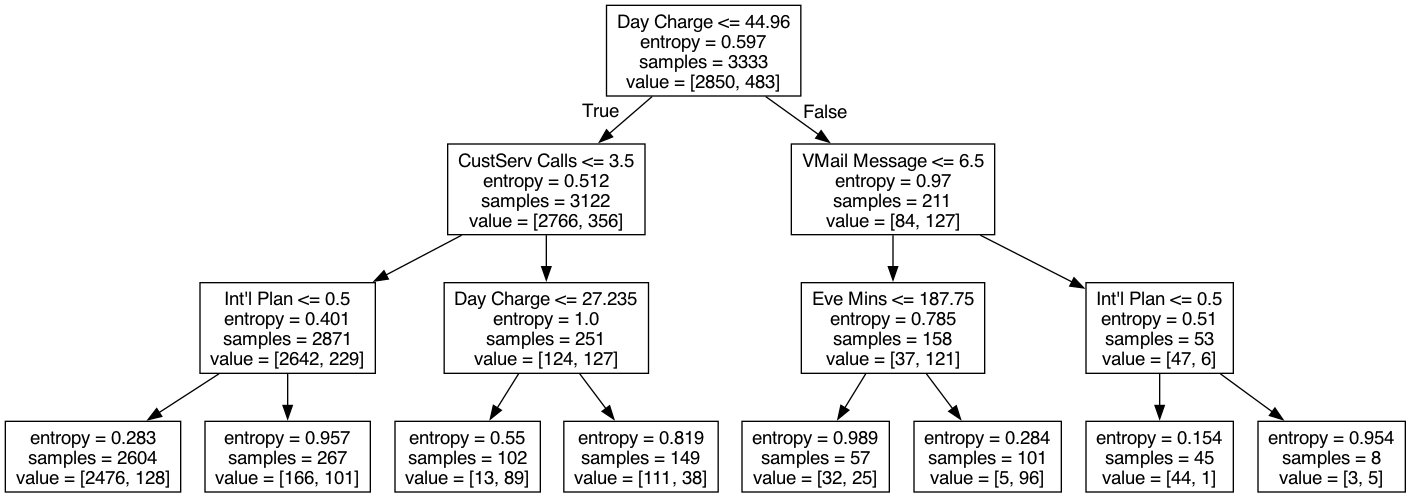 Day Charge <= 44.96
entropy = 0.597
samples = 3333
value = [2850, 483]
True
False
CustServ Calls <= 3.5
entropy = 0.512
samples = 3122
value = [2766, 356]
VMail Message <= 6.5
entropy = 0.97
samples = 211
value = [84, 127]
Int'l Plan <= 0.5
entropy = 0.401
samples = 2871
value = [2642, 229]
Day Charge <= 27.235
entropy = 1.0
samples = 251
value = [124, 127]
Eve Mins <= 187.75
entropy = 0.785
samples = 158
value = [37, 121]
Int'l Plan <= 0.5
entropy = 0.51
samples = 53
value = [47, 6]
entropy = 0.283
samples = 2604
value = [2476, 128]
entropy = 0.957
samples = 267
value = [166, 101]
entropy = 0.55
samples = 102
value = [13, 89]
entropy = 0.819
samples = 149
value = [111, 38]
entropy = 0.989
samples = 57
value = [32, 25]
entropy = 0.284
samples = 101
value = [5, 96]
entropy = 0.154
samples = 45
value = [44, 1]
entropy = 0.954
samples = 8
value = [3, 5]